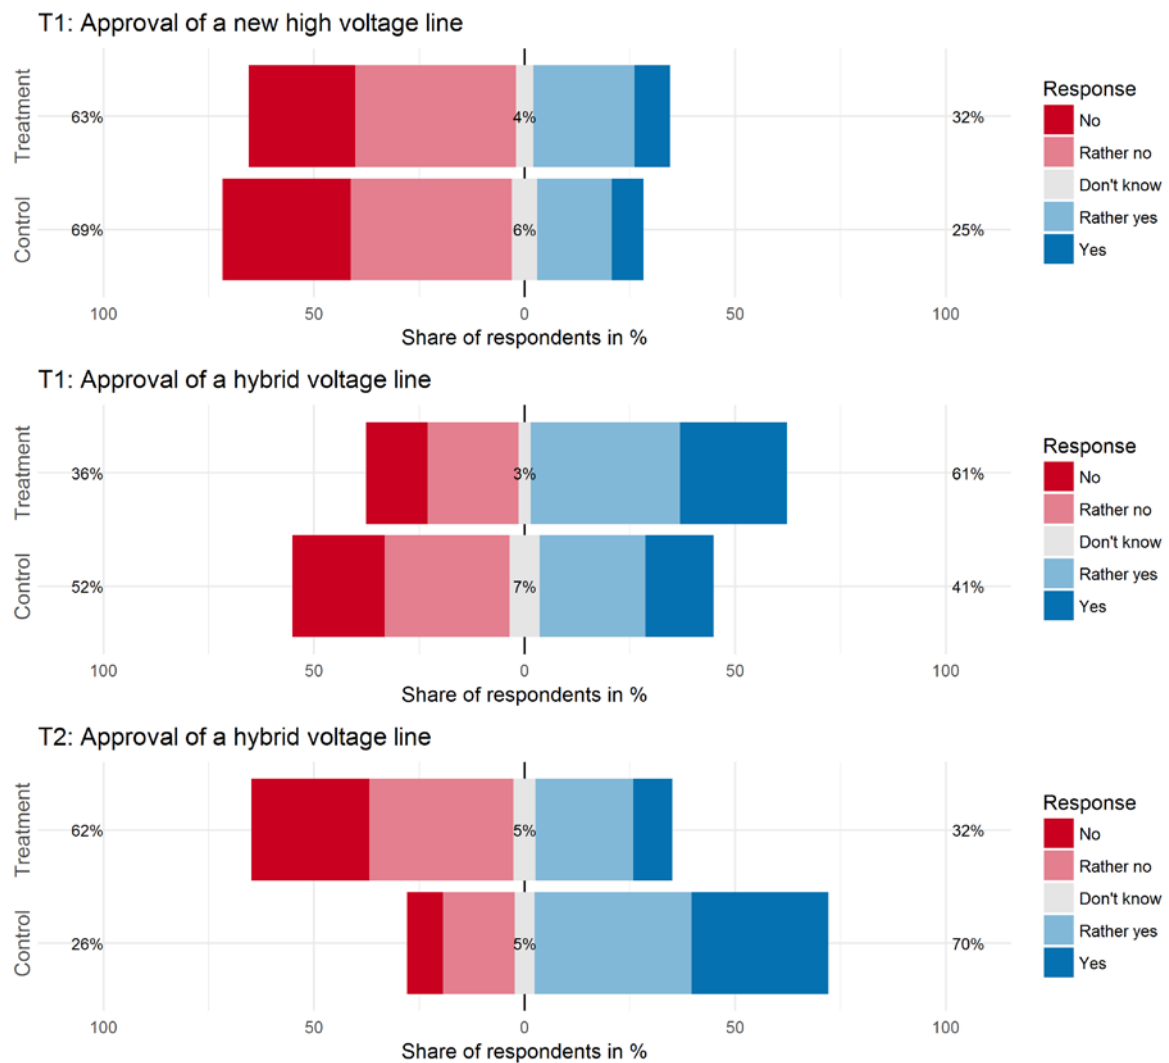 T1: Approval of a new high voltage line
Treatment
63%
4%
32%
Control
69%
6%
25%
100
50
0
50
100
Share of respondents in %
Response
No
Rather no
Don't know
Rather yes
Yes
T1: Approval of a hybrid voltage line
Treatment
36%
3%
61%
Control
52%
7%
41%
100
50
0
50
100
Share of respondents in %
Response
No
Rather no
Don't know
Rather yes
Yes
T2: Approval of a hybrid voltage line
Treatment
62%
5%
32%
Control
26%
5%
70%
100
50
0
50
100
Share of respondents in %
Response
No
Rather no
Don't know
Rather yes
Yes